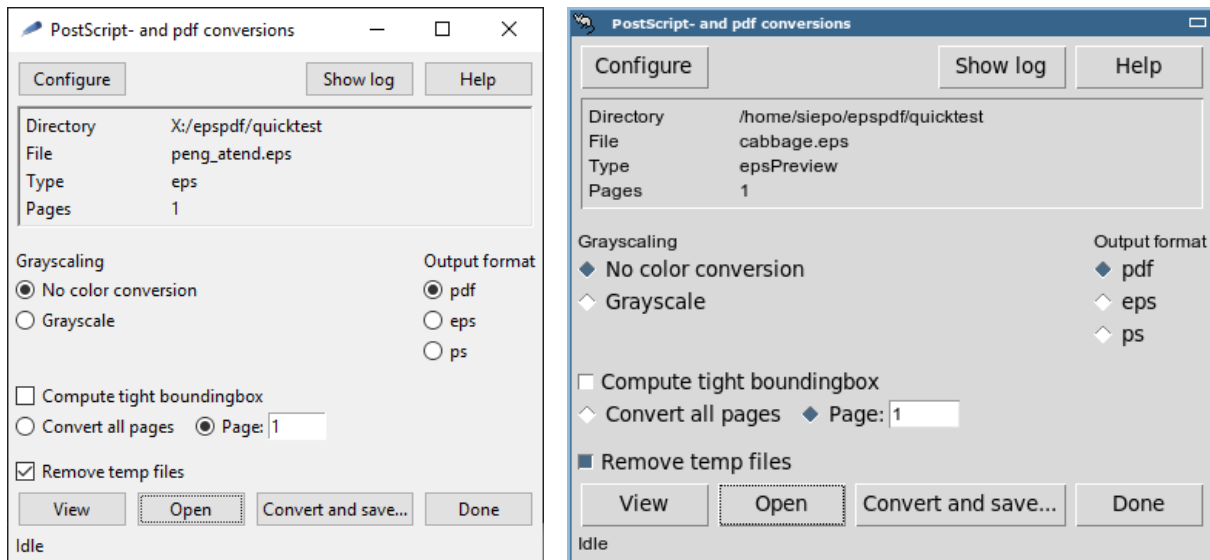 PostScript- and pdf conversions
Configure Show log Help
Directory X:/epspdf/quicktest
File peng_atend.eps
Type eps
Pages 1
Grayscaling Output format
No color conversion pdf
Grayscale eps
ps
Compute tight boundingbox
Convert all pages Page: 1
Remove temp files
View Open Convert and save... Done
Idle
PostScript- and pdf conversions
Configure Show log Help
Directory /home/siepo/epspdf/quicktest
File cabbage.eps
Type epsPreview
Pages 1
Grayscaling Output format
No color conversion pdf
Grayscale eps
ps
Compute tight boundingbox
Convert all pages Page: 1
Remove temp files
View Open Convert and save... Done
Idle